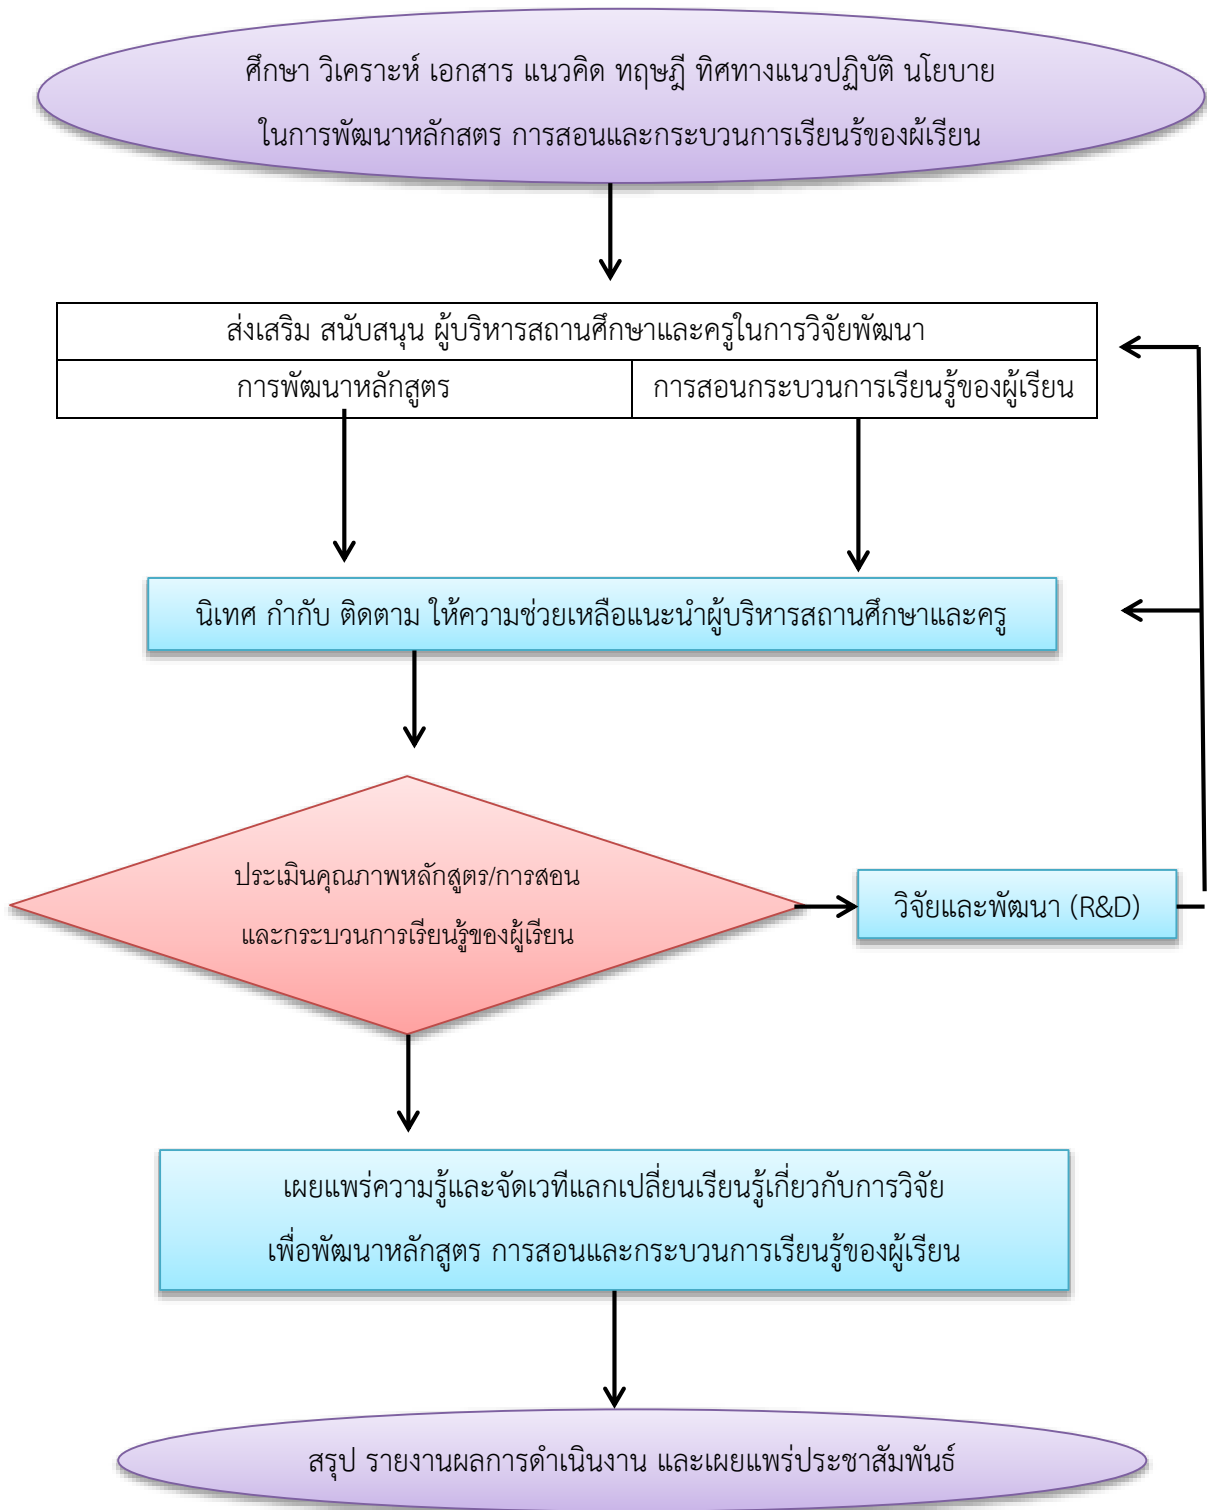 ศึกษา วิเคราะห์ เอกสาร แนวคิด ทฤษฎี ทิศทางแนวปฏิบัติ นโยบาย
ในการพัฒนาหลักสูตร การสอนและกระบวนการเรียนรู้ของผู้เรียน
ส่งเสริม สนับสนุน ผู้บริหารสถานศึกษาและครูในการวิจัยพัฒนา
การพัฒนาหลักสูตร
การสอนกระบวนการเรียนรู้ของผู้เรียน
นิเทศ กำกับ ติดตาม ให้ความช่วยเหลือแนะนำผู้บริหารสถานศึกษาและครู
ประเมินคุณภาพหลักสูตร/การสอน
และกระบวนการเรียนรู้ของผู้เรียน
วิจัยและพัฒนา (R&D)
เผยแพร่ความรู้และจัดเวทีแลกเปลี่ยนเรียนรู้เกี่ยวกับการวิจัย
เพื่อพัฒนาหลักสูตร การสอนและกระบวนการเรียนรู้ของผู้เรียน
สรุป รายงานผลการดำเนินงาน และเผยแพร่ประชาสัมพันธ์